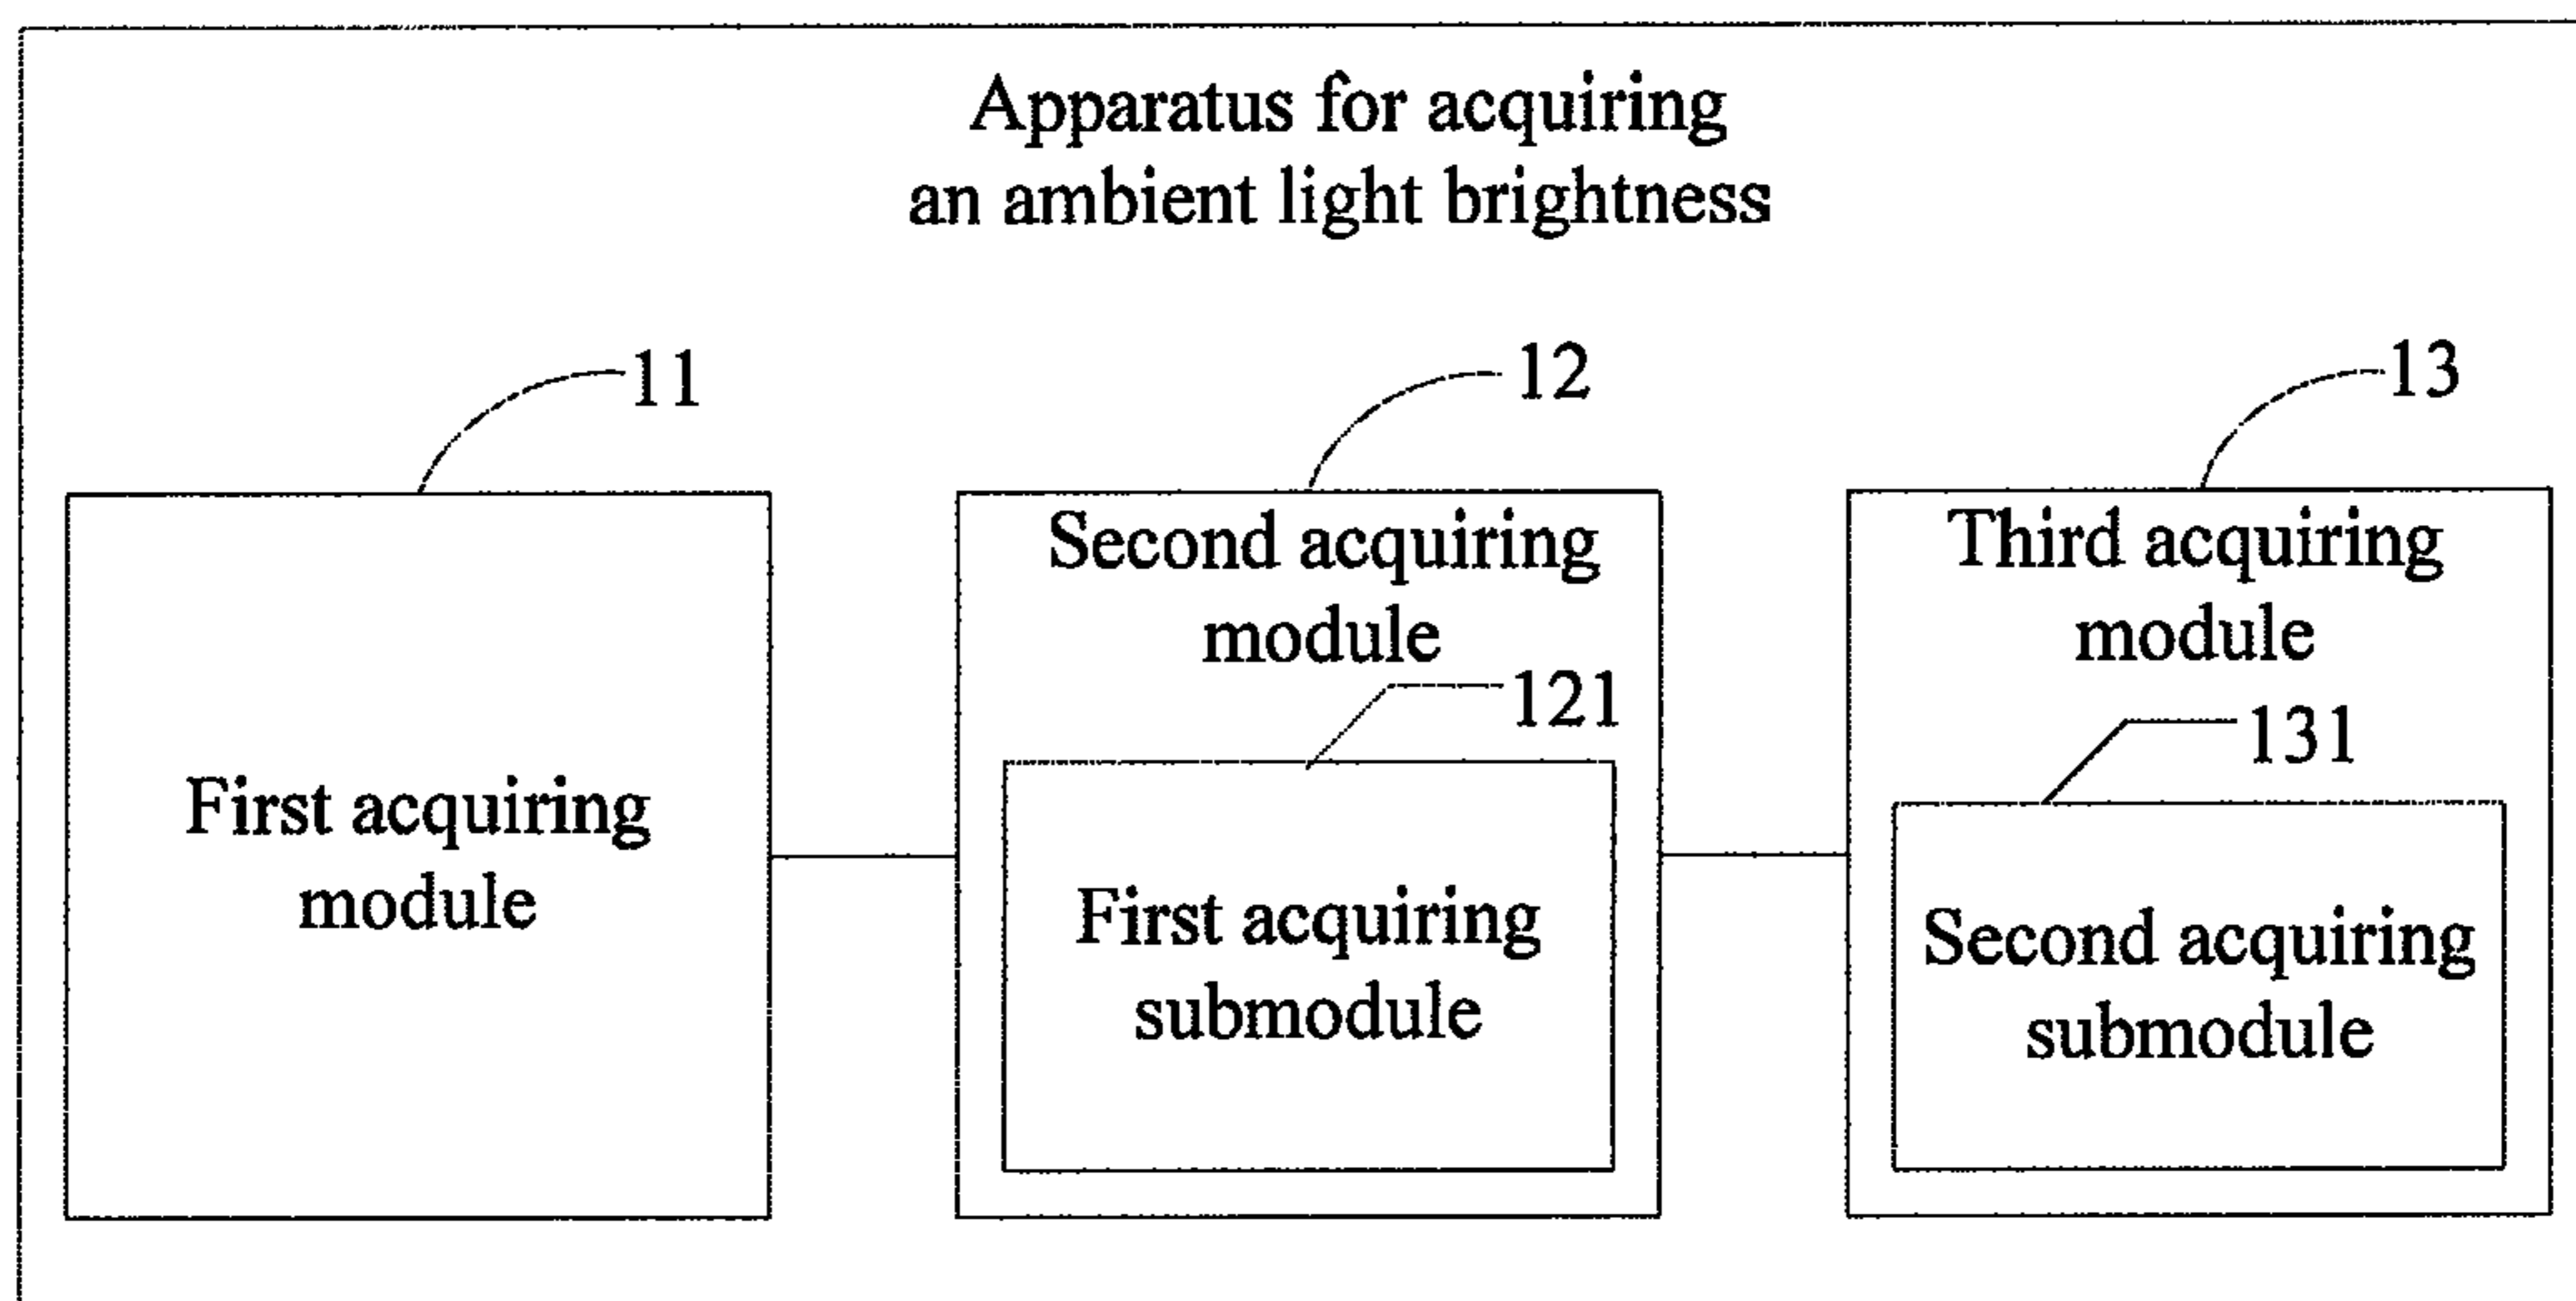 Apparatus for acquiring
an ambient light brightness
11
12
13
First acquiring
module
Second acquiring
module
121
First acquiring
submodule
Third acquiring
module
131
Second acquiring
submodule